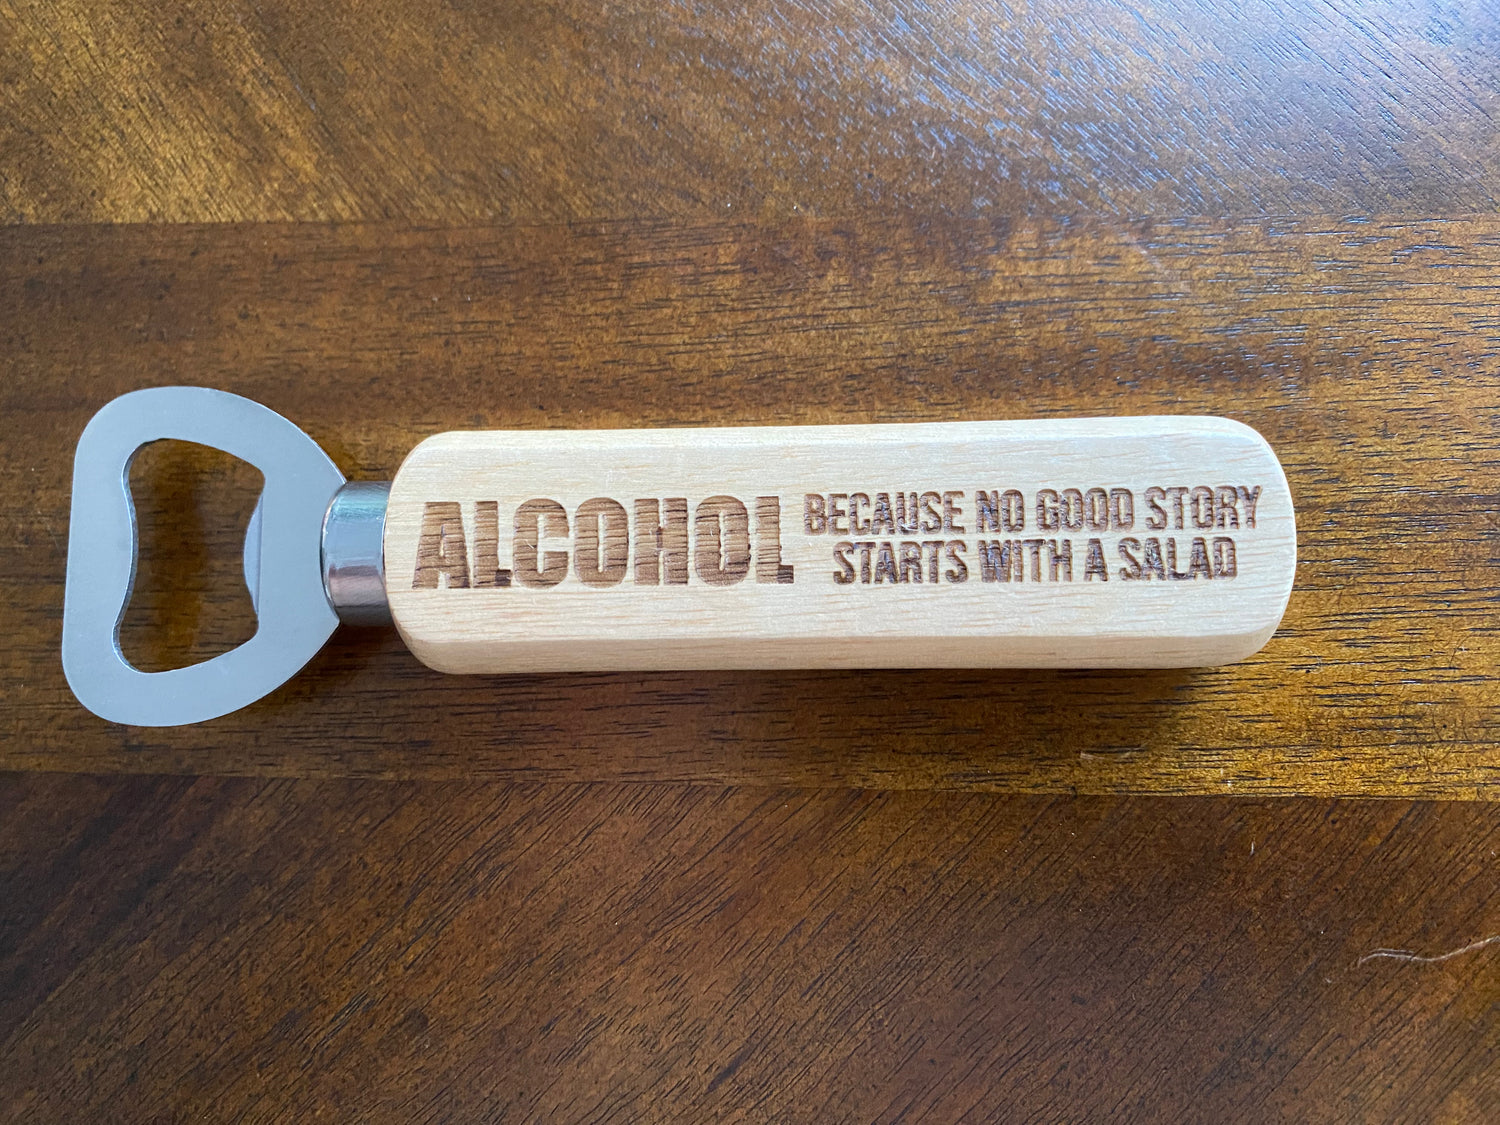 ALCOHOL
BECAUSE NO GOOD STORY
STARTS WITH A SALAD